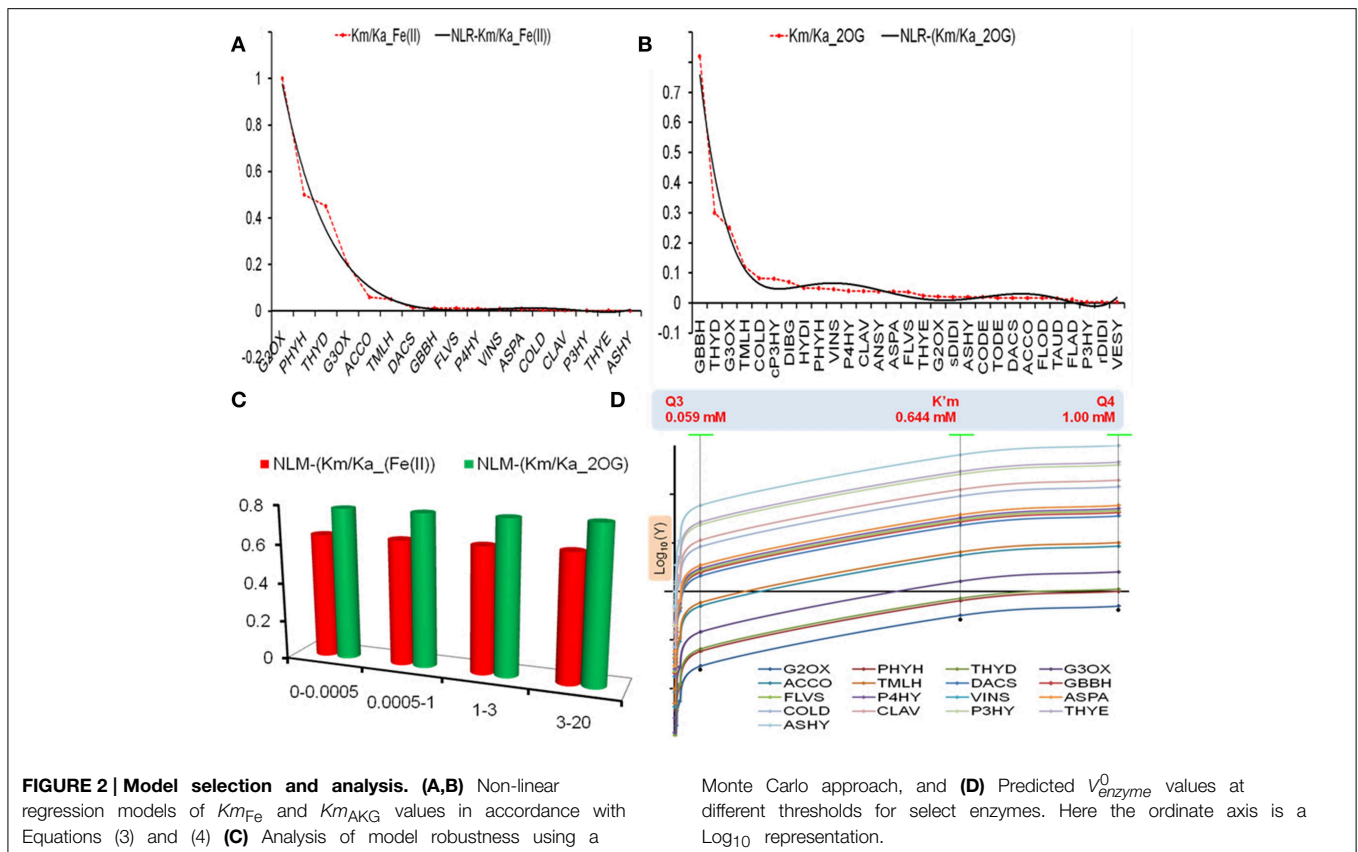 A
Km/Ka_Fe(II)
NLR-Km/Ka_Fe(II))
1
0.8
0.6
0.4
0.2
0
-0.2
G2OX
PHYH
THYD
G3OX
ACCO
TMLH
DACS
GBBH
FLVS
P4HY
VINS
ASPA
COLD
CLAV
P3HY
THYE
ASHY
B
Km/Ka_2OG
NLR-(Km/Ka_2OG)
0.7
0.6
0.5
0.4
0.3
0.2
0.1
0
-0.1
GBBH
THYD
G3OX
TMLH
COLD
cP3HY
DIBG
HYDI
PHYH
VINS
P4HY
CLAV
ANSY
ASPA
FLVS
THYE
G2OX
sDIDI
ASHY
CODE
TODE
DACS
ACCO
FLOD
TAUD
FLAD
P3HY
rDIDI
VESY
C
NLM-(Km/Ka_(Fe(II))
NLM-(Km/Ka_2OG)
0.8
0.6
0.4
0.2
0
0-0.0005
0.0005-1
1-3
3-20
D
Q3
0.059 mM
K'm
0.644 mM
Q4
1.00 mM
Log10(Y)
G2OX PHYH THYD G3OX
ACCO TMLH DACS GBBH
FLVS P4HY VINS ASPA
COLD CLAV P3HY THYE
ASHY
FIGURE 2 | Model selection and analysis. (A,B) Non-linear
regression models of KmFe and KmAKG values in accordance with
Equations (3) and (4) (C) Analysis of model robustness using a
Monte Carlo approach, and (D) Predicted V0enzyme values at
different thresholds for select enzymes. Here the ordinate axis is a
Log10 representation.